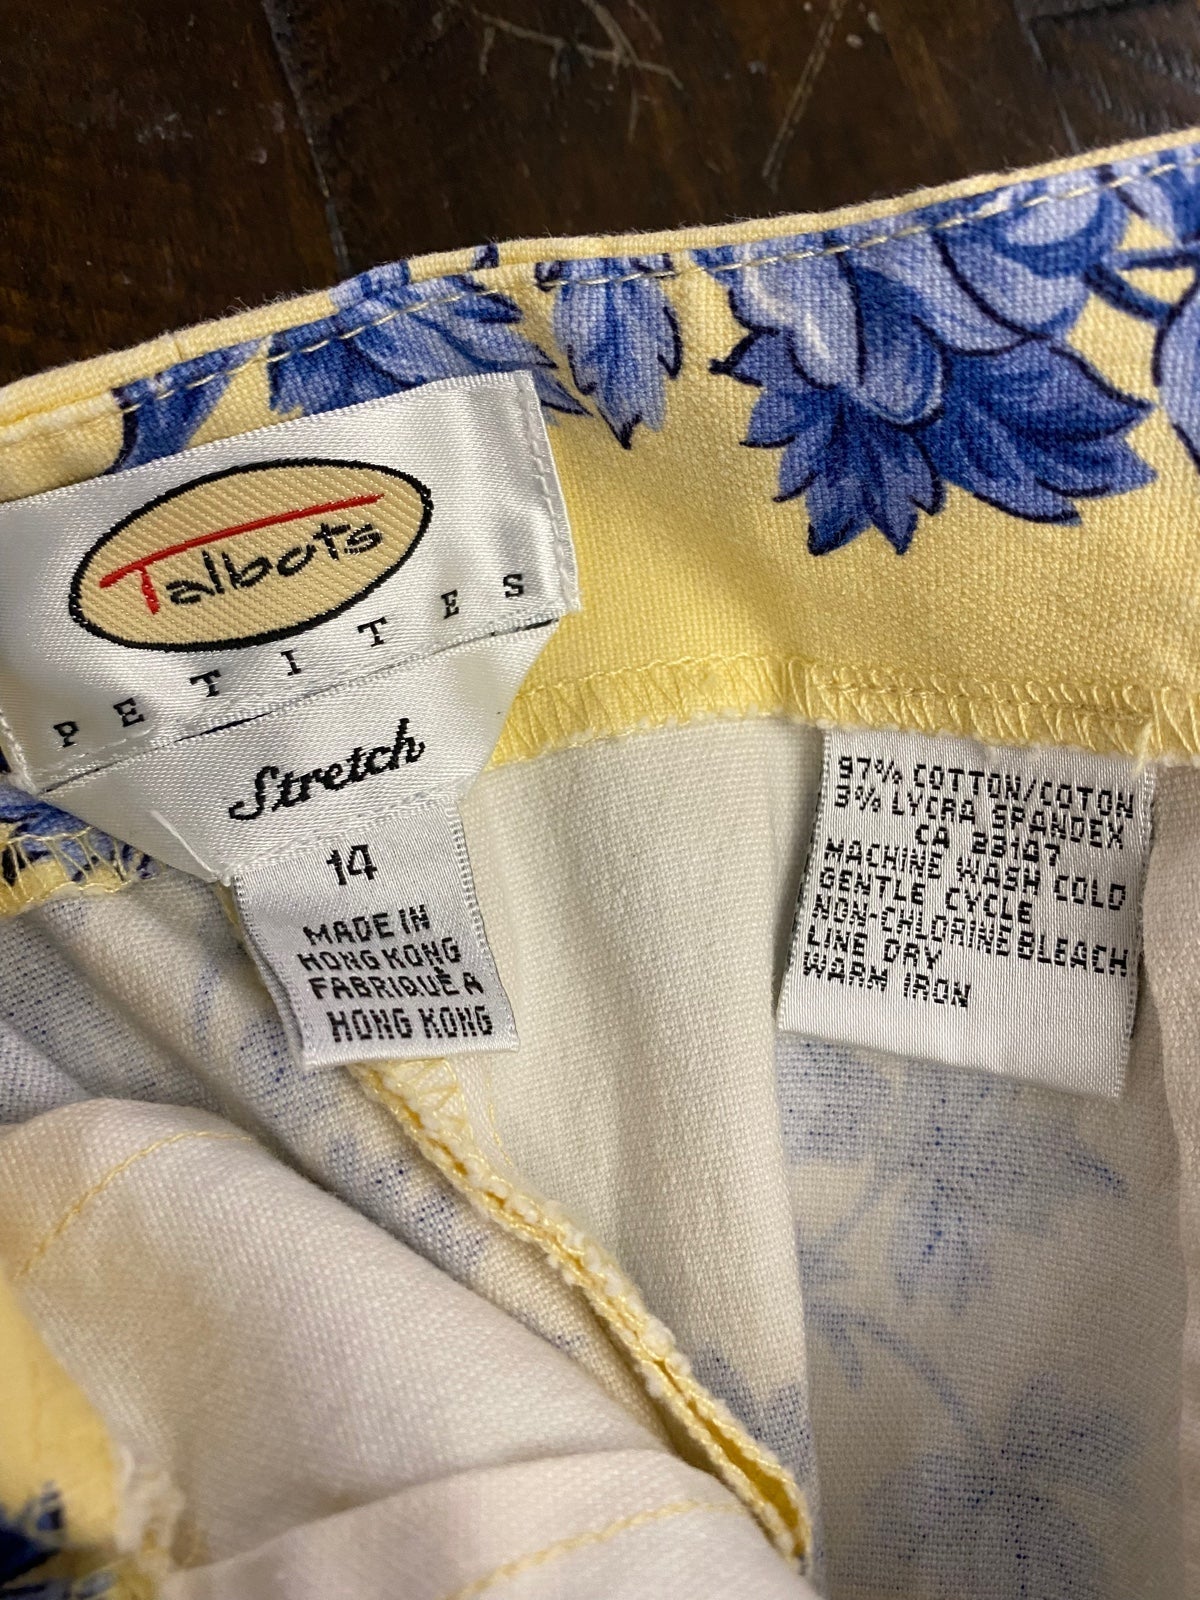 Talbots
PETITES
Stretch
14
MADE IN
HONG KONG
FABRIQUÉ A
HONG KONG
97% COTTON/COTON
3% LYCRA SPANDEX
CA 23147
MACHINE WASH COLD
GENTLE CYCLE
NON-CHLORINE BLEACH
LINE DRY
WARM IRON